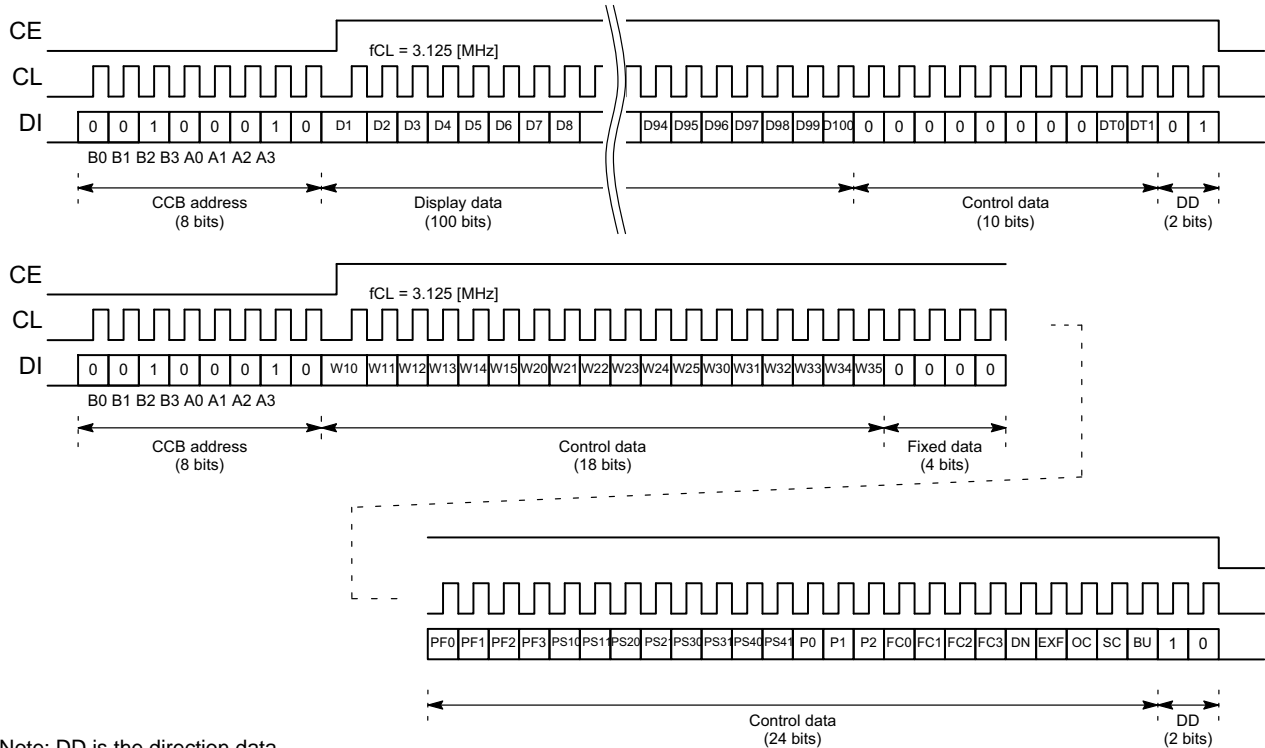 CE
fCL = 3.125 [MHz]
CL
DI 0 0 1 0 0 0 1 0 D1 D2 D3 D4 D5 D6 D7 D8 D94 D95 D96 D97 D98 D99 D100 0 0 0 0 0 0 0 0 DT0 DT1 0 1
B0 B1 B2 B3 A0 A1 A2 A3
CCB address Display data Control data DD
(8 bits) (100 bits) (10 bits) (2 bits)
CE
fCL = 3.125 [MHz]
CL
DI 0 0 1 0 0 0 1 0 W10 W11 W12 W13 W14 W15 W20 W21 W22 W23 W24 W25 W30 W31 W32 W33 W34 W35 0 0 0 0
B0 B1 B2 B3 A0 A1 A2 A3
CCB address Control data Fixed data
(8 bits) (18 bits) (4 bits)
PF0 PF1 PF2 PF3 PS10 PS11 PS20 PS21 PS30 PS31 PS40 PS41 P0 P1 P2 FC0 FC1 FC2 FC3 DN EXF OC SC BU 1 0
Control data DD
(24 bits) (2 bits)
Note: DD is the direction data